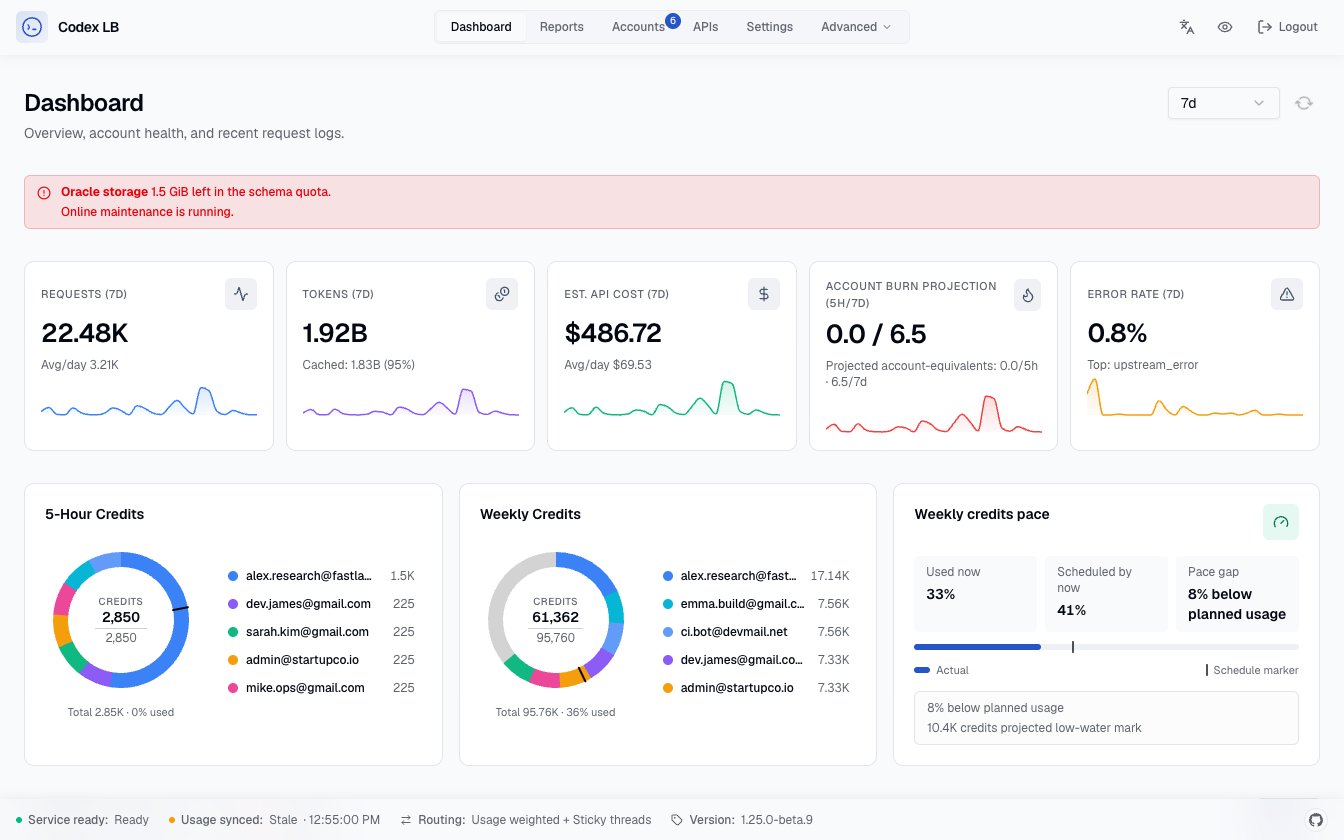 Codex LB
Dashboard
Reports
Accounts
6
APIs
Settings
Advanced
Logout
Dashboard
7d
Overview, account health, and recent request logs.
Oracle storage 1.5 GiB left in the schema quota.
Online maintenance is running.
REQUESTS (7D)
22.48K
Avg/day 3.21K
TOKENS (7D)
1.92B
Cached: 1.83B (95%)
EST. API COST (7D)
$486.72
Avg/day $69.53
ACCOUNT BURN PROJECTION
(5H/7D)
0.0 / 6.5
Projected account-equivalents: 0.0/5h
· 6.5/7d
ERROR RATE (7D)
0.8%
Top: upstream_error
5-Hour Credits
CREDITS
2,850
2,850
alex.research@fastla... 1.5K
dev.james@gmail.com 225
sarah.kim@gmail.com 225
admin@startupco.io 225
mike.ops@gmail.com 225
Total 2.85K · 0% used
Weekly Credits
CREDITS
61,362
95,760
alex.research@fast... 17.14K
emma.build@gmail.c... 7.56K
ci.bot@devmail.net 7.56K
dev.james@gmail.co... 7.33K
admin@startupco.io 7.33K
Total 95.76K · 36% used
Weekly credits pace
Used now
33%
Scheduled by
now
41%
Pace gap
8% below
planned usage
Actual
Schedule marker
8% below planned usage
10.4K credits projected low-water mark
Service ready: Ready
Usage synced: Stale · 12:55:00 PM
Routing: Usage weighted + Sticky threads
Version: 1.25.0-beta.9